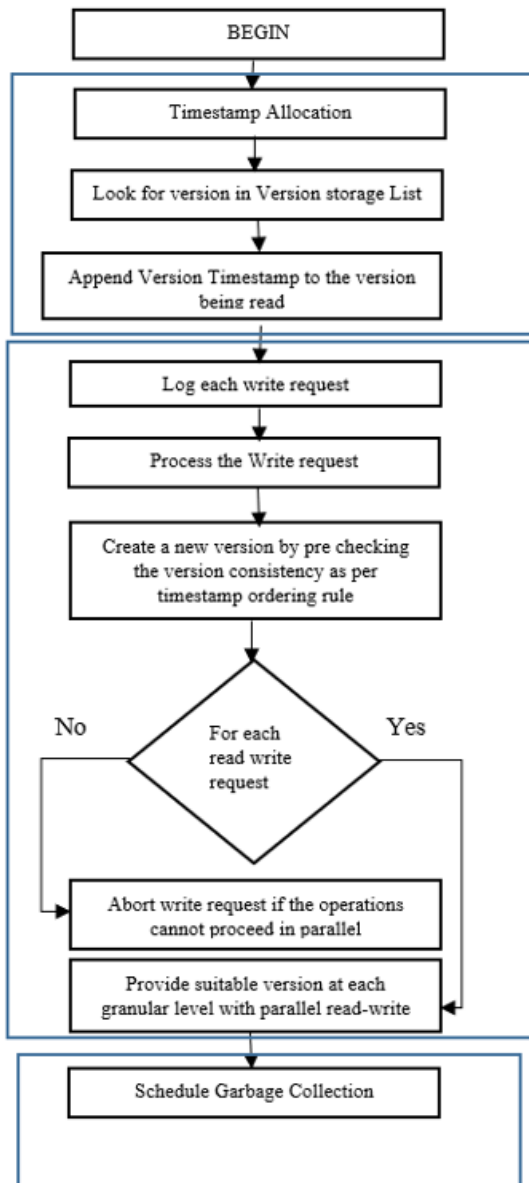 BEGIN
Timestamp Allocation
Look for version in Version storage List
Append Version Timestamp to the version
being read
Log each write request
Process the Write request
Create a new version by pre checking
the version consistency as per
timestamp ordering rule
No
Yes
For each
read write
request
Abort write request if the operations
cannot proceed in parallel
Provide suitable version at each
granular level with parallel read-write
Schedule Garbage Collection